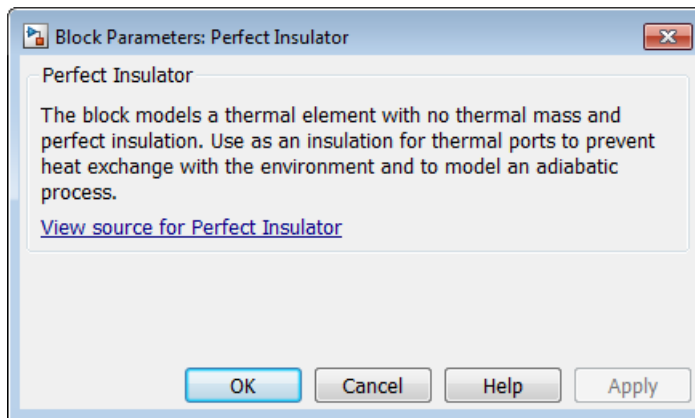 Block Parameters: Perfect Insulator
Perfect Insulator
The block models a thermal element with no thermal mass and
perfect insulation. Use as an insulation for thermal ports to prevent
heat exchange with the environment and to model an adiabatic
process.
View source for Perfect Insulator
OK Cancel Help Apply